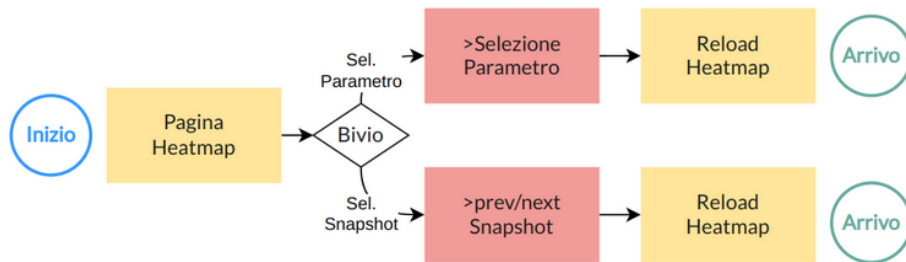 Inizio
Pagina
Heatmap
Bivio
Sel.
Parametro
>Selezione
Parametro
Reload
Heatmap
Arrivo
Sel.
Snapshot
>prev/next
Snapshot
Reload
Heatmap
Arrivo